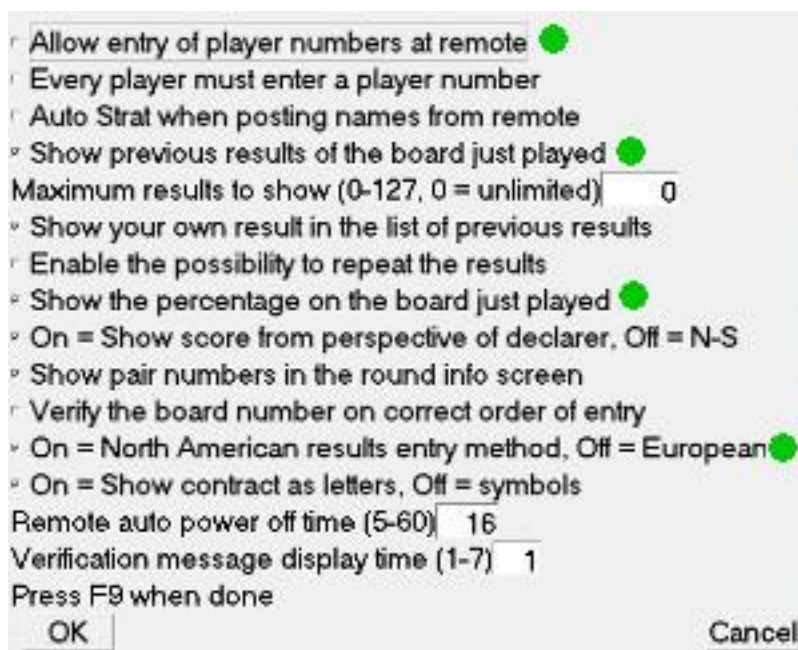 Allow entry of player numbers at remote
Every player must enter a player number
Auto Strat when posting names from remote
Show previous results of the board just played
Maximum results to show (0-127, 0 = unlimited) 0
Show your own result in the list of previous results
Enable the possibility to repeat the results
Show the percentage on the board just played
On = Show score from perspective of declarer, Off = N-S
Show pair numbers in the round info screen
Verify the board number on correct order of entry
On = North American results entry method, Off = European
On = Show contract as letters, Off = symbols
Remote auto power off time (5-60) 16
Verification message display time (1-7) 1
Press F9 when done
OK Cancel